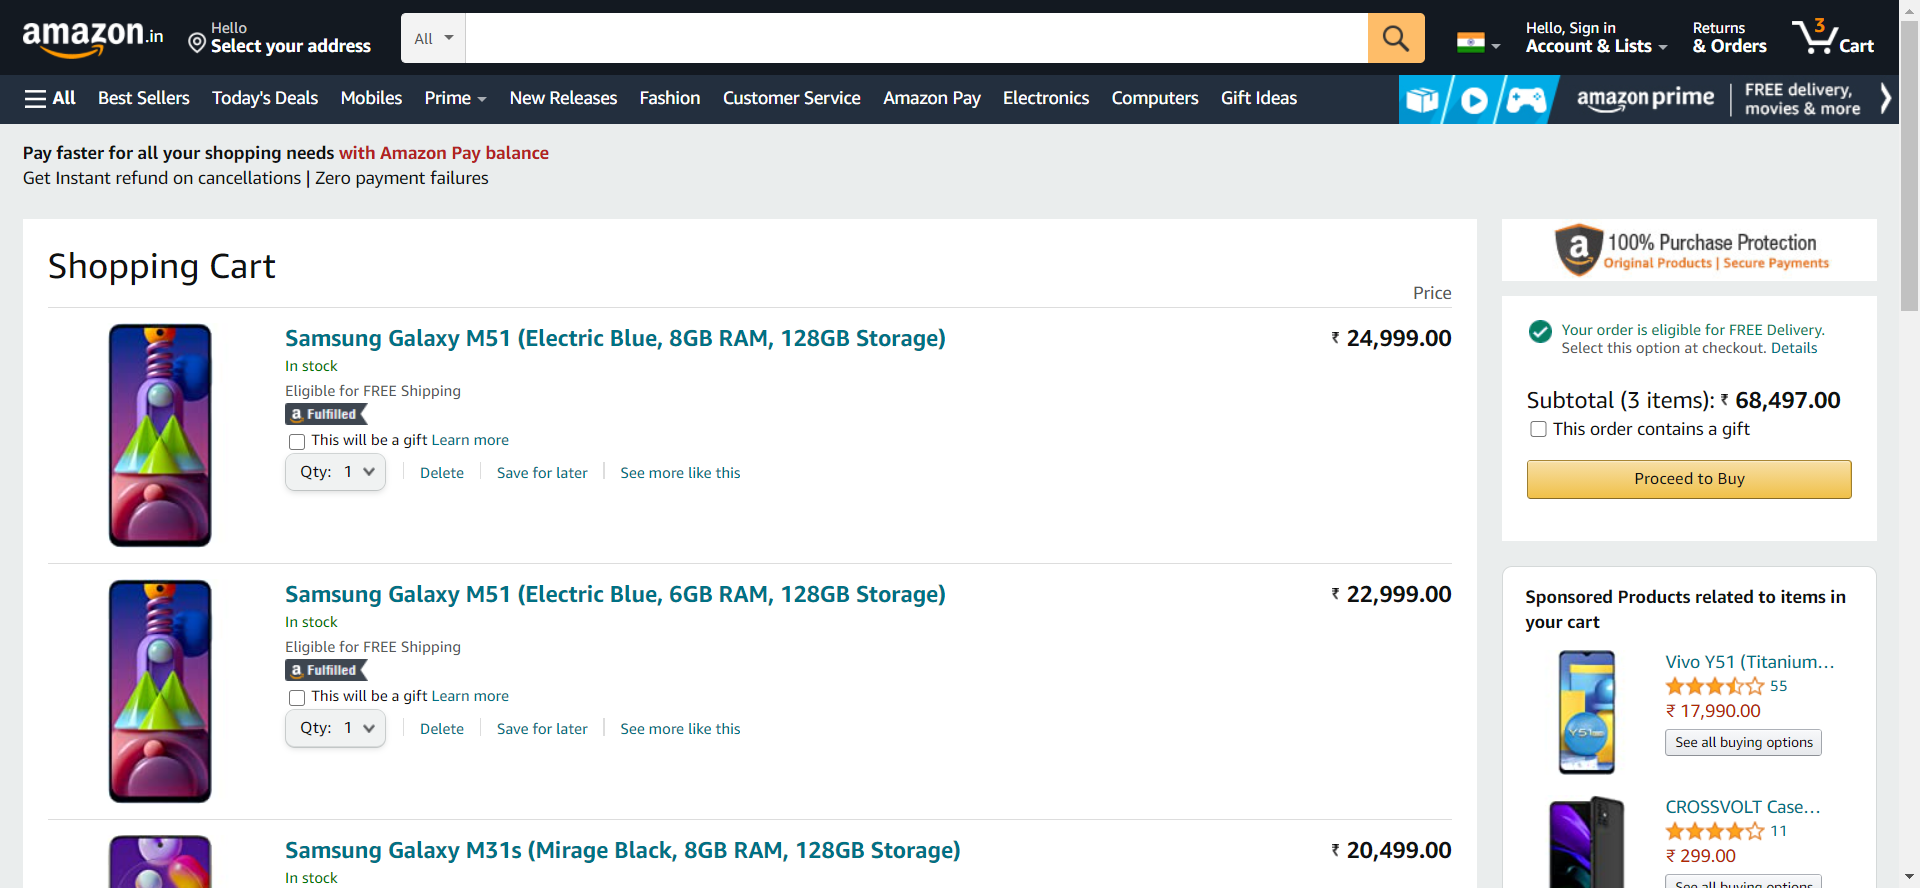 amazon.in
Hello
Select your address
All
Hello, Sign in
Account & Lists
Returns
& Orders
3
Cart
All
Best Sellers
Today's Deals
Mobiles
Prime
New Releases
Fashion
Customer Service
Amazon Pay
Electronics
Computers
Gift Ideas
amazon prime
FREE delivery,
movies & more
Pay faster for all your shopping needs with Amazon Pay balance
Get Instant refund on cancellations | Zero payment failures
Shopping Cart
Price
Samsung Galaxy M51 (Electric Blue, 8GB RAM, 128GB Storage)
₹ 24,999.00
In stock
Eligible for FREE Shipping
a Fulfilled
This will be a gift Learn more
Qty: 1
Delete
Save for later
See more like this
Samsung Galaxy M51 (Electric Blue, 6GB RAM, 128GB Storage)
₹ 22,999.00
In stock
Eligible for FREE Shipping
a Fulfilled
This will be a gift Learn more
Qty: 1
Delete
Save for later
See more like this
Samsung Galaxy M31s (Mirage Black, 8GB RAM, 128GB Storage)
₹ 20,499.00
In stock
a
100% Purchase Protection
Original Products | Secure Payments
Your order is eligible for FREE Delivery.
Select this option at checkout. Details
Subtotal (3 items): ₹ 68,497.00
This order contains a gift
Proceed to Buy
Sponsored Products related to items in
your cart
Vivo Y51 (Titanium…
55
₹ 17,990.00
See all buying options
Y51
CROSSVOLT Case…
11
₹ 299.00
See all buying options